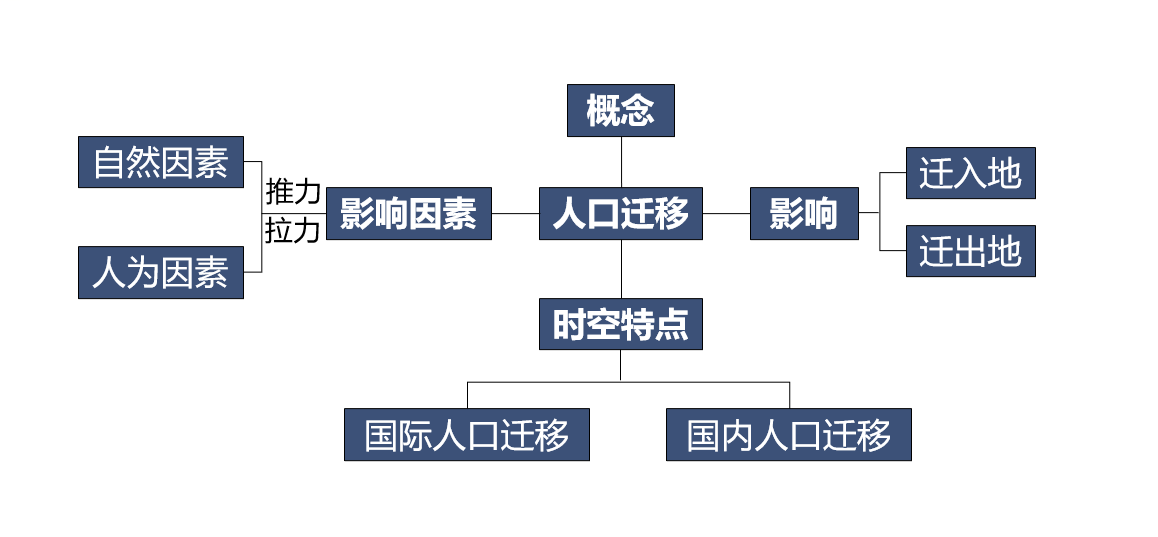 概念
自然因素
推力
拉力
人为因素
影响因素
人口迁移
影响
迁入地
迁出地
时空特点
国际人口迁移
国内人口迁移